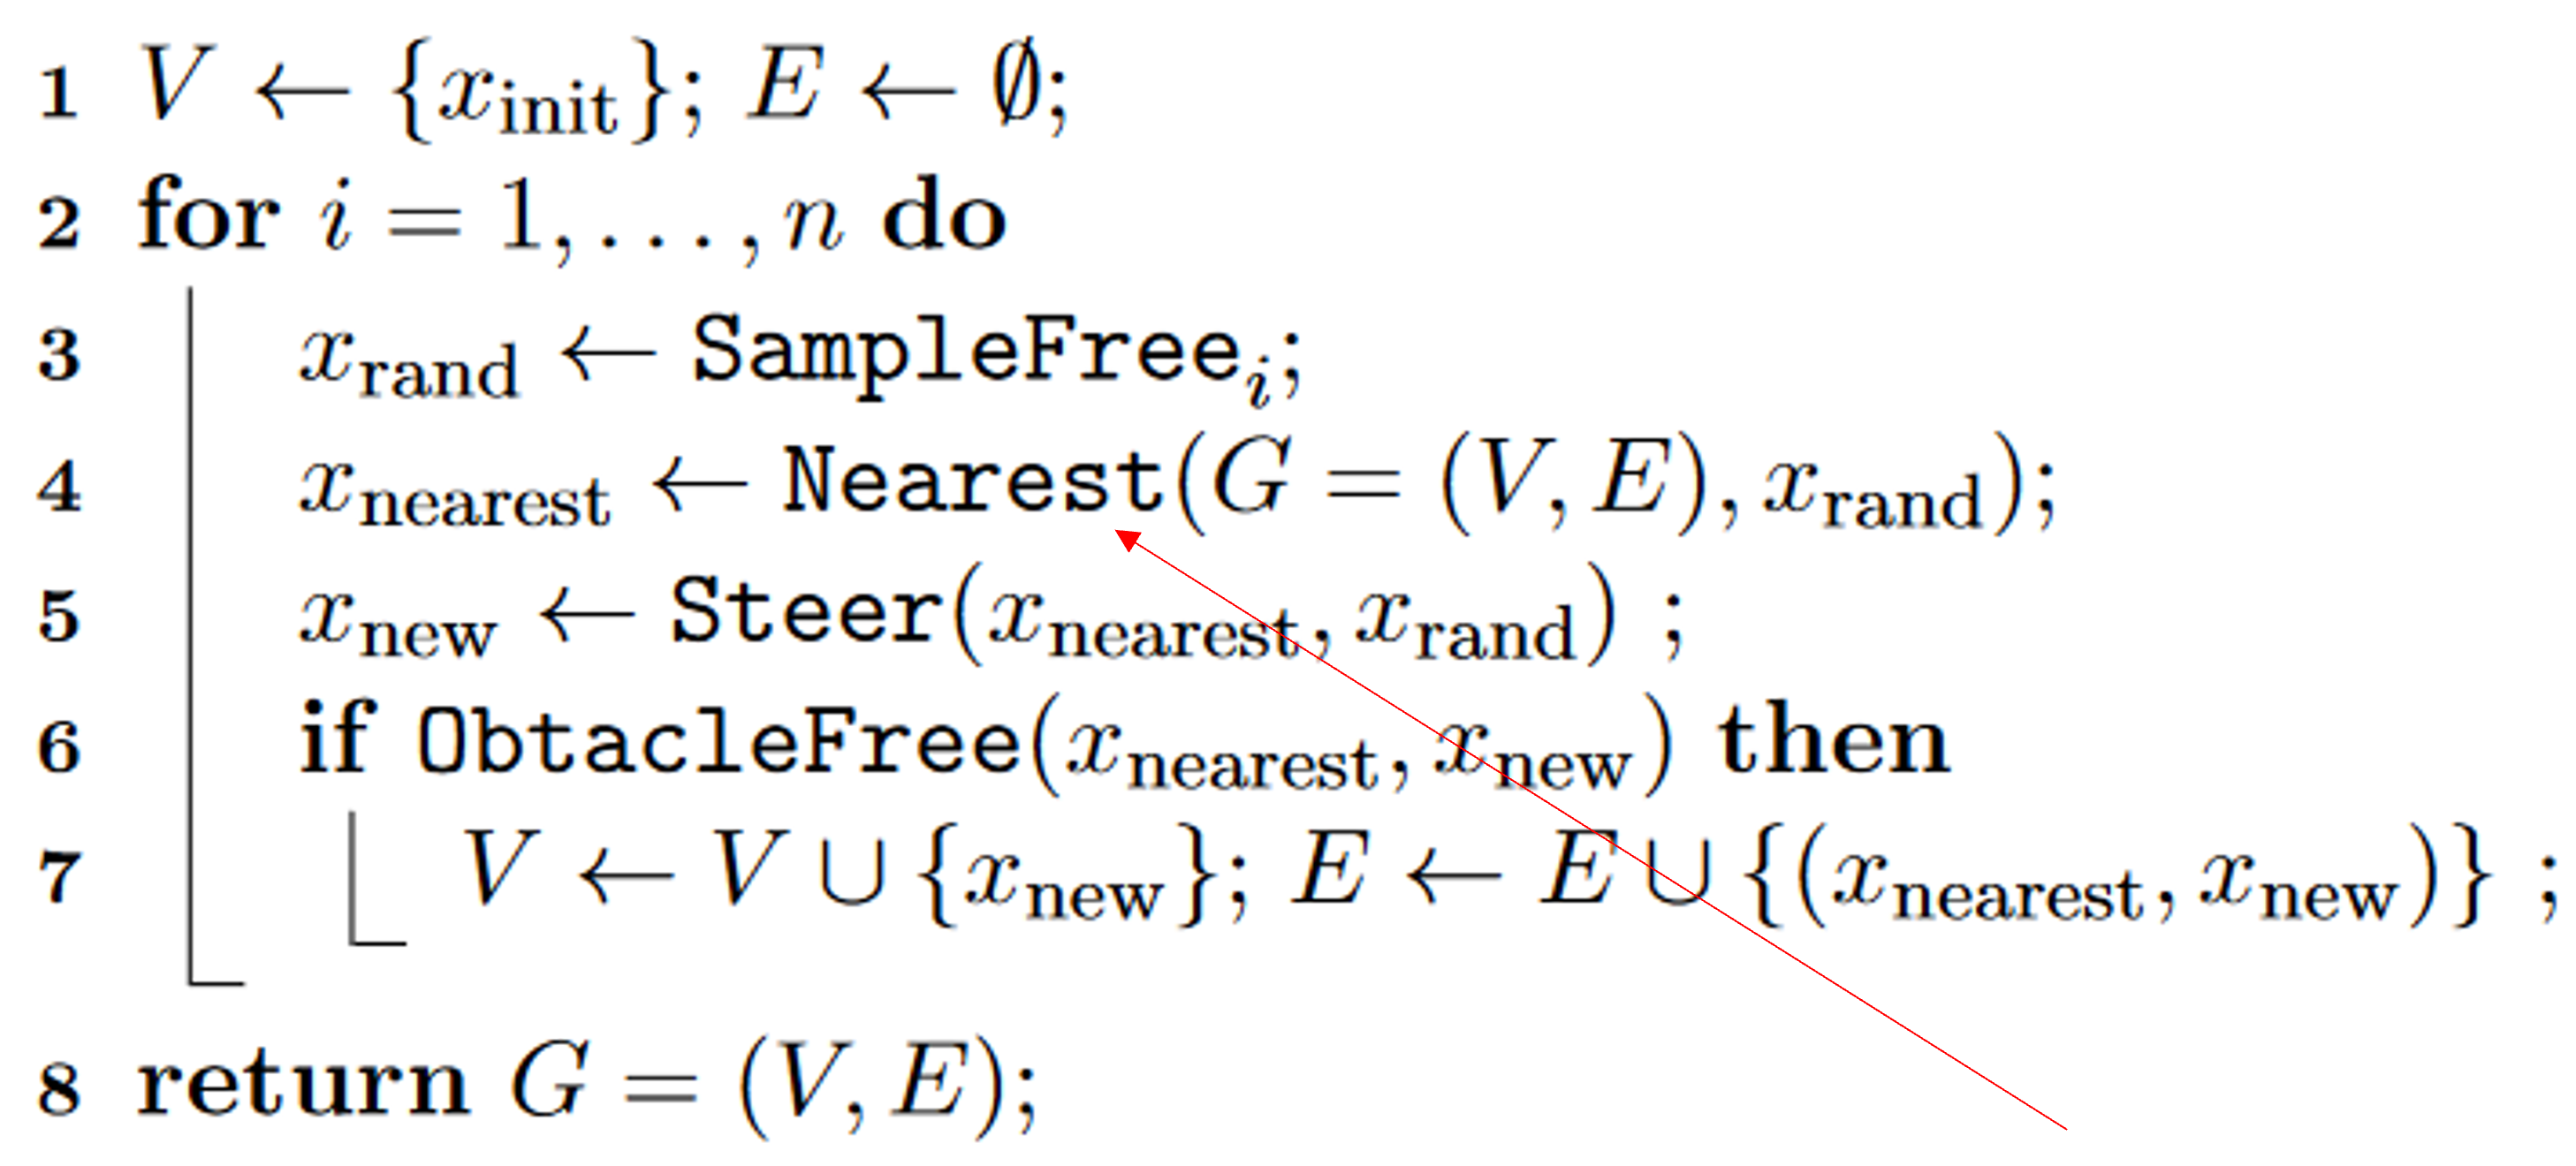 1 V ← {x_init}; E ← ∅;
2 for i = 1, . . . , n do
3 x_rand ← SampleFree_i;
4 x_nearest ← Nearest(G = (V, E), x_rand);
5 x_new ← Steer(x_nearest, x_rand) ;
6 if ObtacleFree(x_nearest, x_new) then
7 V ← V ∪ {x_new}; E ← E ∪ {(x_nearest, x_new)} ;
8 return G = (V, E);